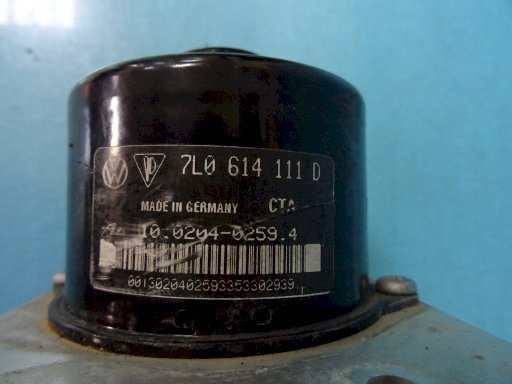 7L0 614 111 D
MADE IN GERMANY CTA
10.0204-0259.4
0013020402593353302939